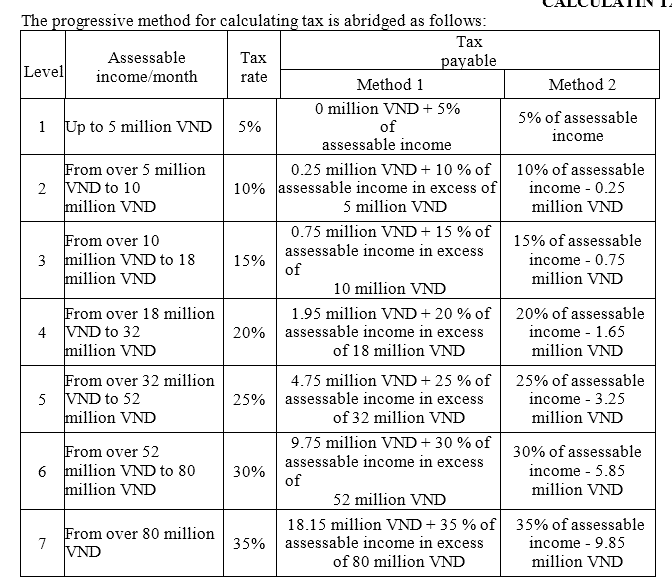 CALCULATIN
The progressive method for calculating tax is abridged as follows:
Level
Assessable
income/month
Tax
rate
Tax
payable
Method 1
Method 2
1
Up to 5 million VND
5%
0 million VND + 5%
of
assessable income
5% of assessable
income
2
From over 5 million
VND to 10
million VND
10%
0.25 million VND + 10 % of
assessable income in excess of
5 million VND
10% of assessable
income - 0.25
million VND
3
From over 10
million VND to 18
million VND
15%
0.75 million VND + 15 % of
assessable income in excess
of
10 million VND
15% of assessable
income - 0.75
million VND
4
From over 18 million
VND to 32
million VND
20%
1.95 million VND + 20 % of
assessable income in excess
of 18 million VND
20% of assessable
income - 1.65
million VND
5
From over 32 million
VND to 52
million VND
25%
4.75 million VND + 25 % of
assessable income in excess
of 32 million VND
25% of assessable
income - 3.25
million VND
6
From over 52
million VND to 80
million VND
30%
9.75 million VND + 30 % of
assessable income in excess
of
52 million VND
30% of assessable
income - 5.85
million VND
7
From over 80 million
VND
35%
18.15 million VND + 35 % of
assessable income in excess
of 80 million VND
35% of assessable
income - 9.85
million VND